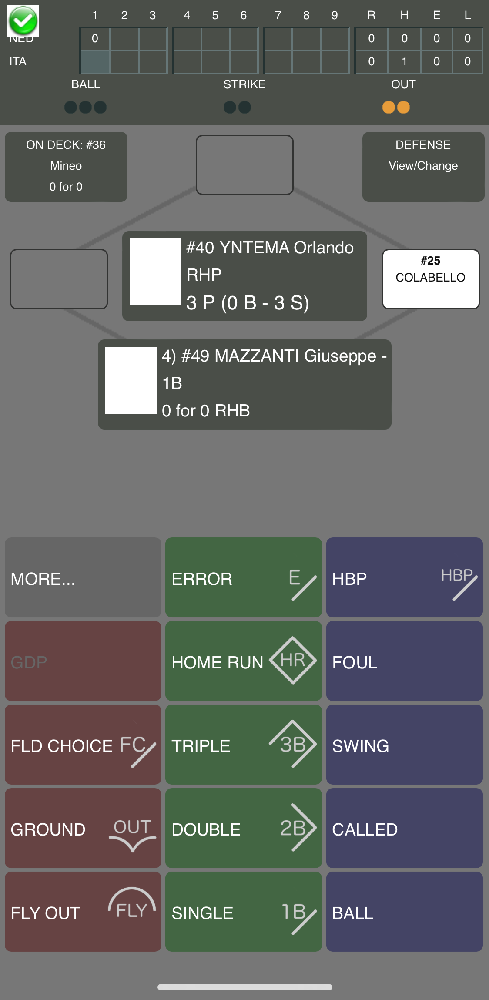 1 2 3 4 5 6 7 8 9 R H E L
NED 0 0 0 0 0
ITA 0 1 0 0
BALL STRIKE OUT
ON DECK: #36
Mineo
0 for 0
DEFENSE
View/Change
#40 YNTEMA Orlando
RHP
3 P (0 B - 3 S)
#25
COLABELLO
4) #49 MAZZANTI Giuseppe -
1B
0 for 0 RHB
MORE...
ERROR E
HBP HBP
GDP
HOME RUN HR
FOUL
FLD CHOICE FC
TRIPLE 3B
SWING
GROUND OUT
DOUBLE 2B
CALLED
FLY OUT FLY
SINGLE 1B
BALL